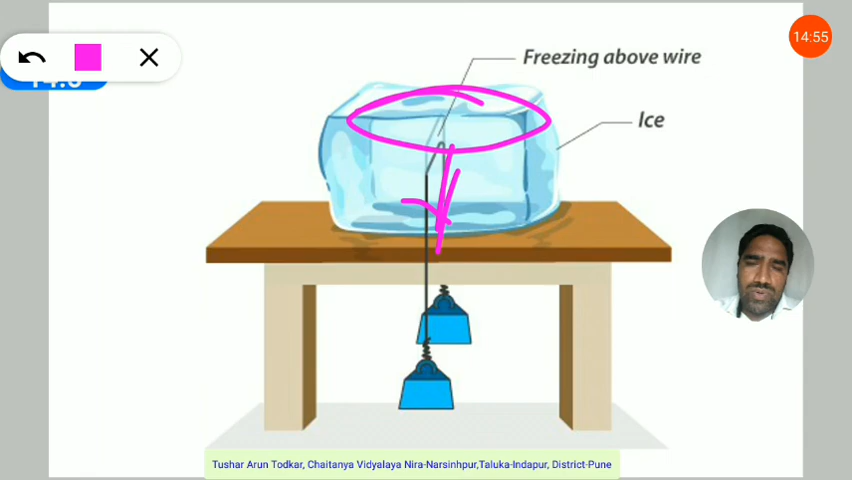 14:55
Freezing above wire
Ice
Tushar Arun Todkar, Chaitanya Vidyalaya Nira-Narsinhpur,Taluka-Indapur, District-Pune